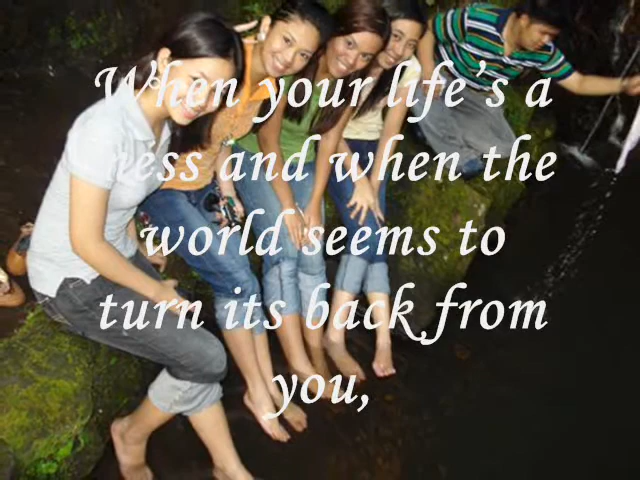 When your life's a
mess and when the
world seems to
turn its back from
you,